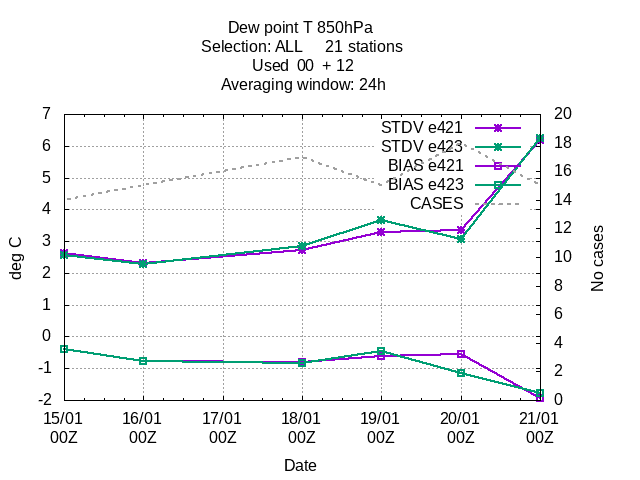 Dew point T 850hPa
Selection: ALL     21 stations
Used  00  + 12
Averaging window: 24h
7
6
5
4
3
2
1
0
-1
-2
deg C
20
18
16
14
12
10
8
6
4
2
0
No cases
STDV e421
STDV e423
BIAS e421
BIAS e423
CASES
15/01 16/01 17/01 18/01 19/01 20/01 21/01
00Z 00Z 00Z 00Z 00Z 00Z 00Z
Date